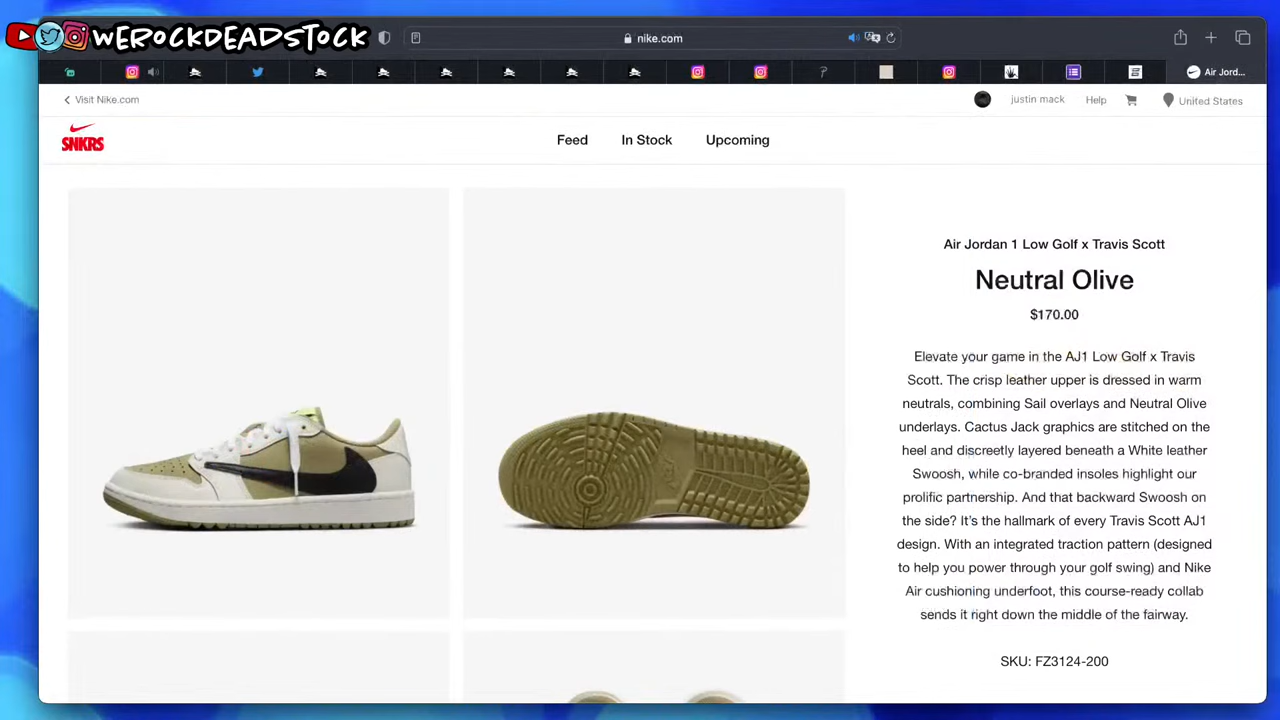 WEROCKDEADSTOCK
nike.com
Air Jord...
Visit Nike.com
justin mack
Help
United States
SNKRS
Feed
In Stock
Upcoming
Air Jordan 1 Low Golf x Travis Scott
Neutral Olive
$170.00
Elevate your game in the AJ1 Low Golf x Travis
Scott. The crisp leather upper is dressed in warm
neutrals, combining Sail overlays and Neutral Olive
underlays. Cactus Jack graphics are stitched on the
heel and discreetly layered beneath a White leather
Swoosh, while co-branded insoles highlight our
prolific partnership. And that backward Swoosh on
the side? It's the hallmark of every Travis Scott AJ1
design. With an integrated traction pattern (designed
to help you power through your golf swing) and Nike
Air cushioning underfoot, this course-ready collab
sends it right down the middle of the fairway.
SKU: FZ3124-200